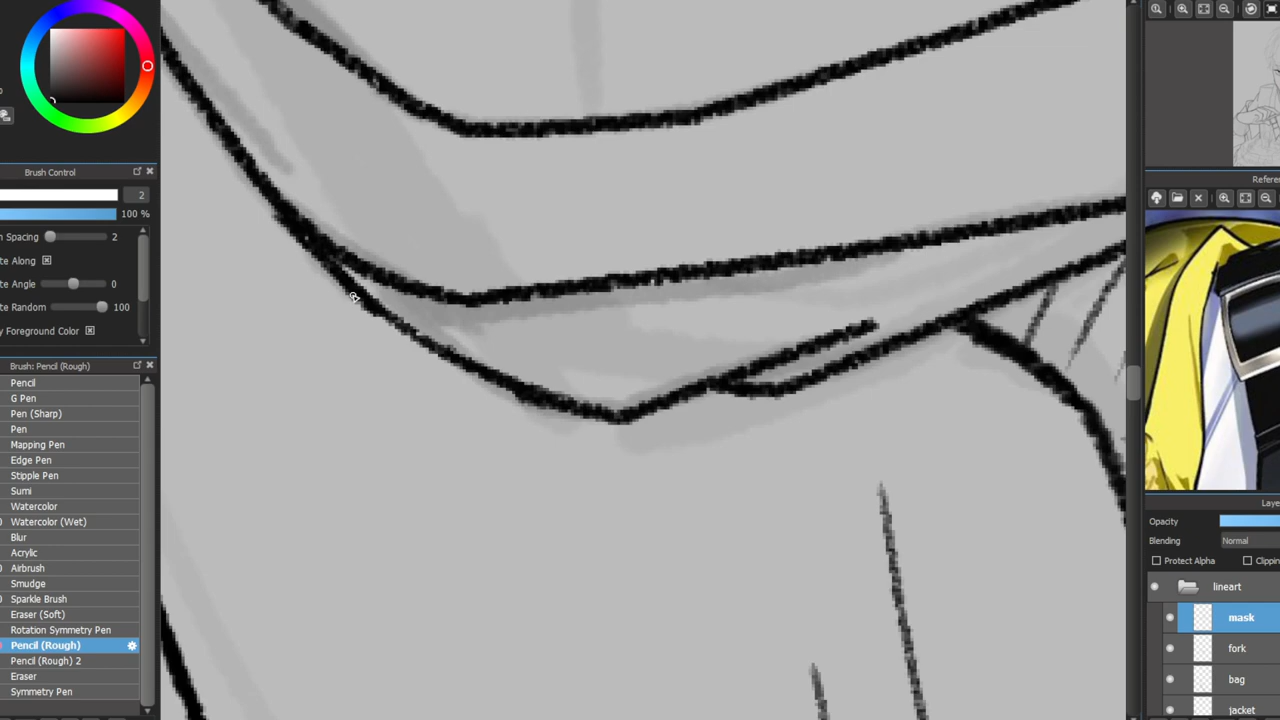 Brush Control
2
100 %
Spacing
2
Along
Angle
0
Random
100
Foreground Color
Brush: Pencil (Rough)
Pencil
G Pen
Pen (Sharp)
Pen
Mapping Pen
Edge Pen
Stipple Pen
Sumi
Watercolor
Watercolor (Wet)
Blur
Acrylic
Airbrush
Smudge
Sparkle Brush
Eraser (Soft)
Rotation Symmetry Pen
Pencil (Rough)
Pencil (Rough) 2
Eraser
Symmetry Pen
Refere
Laye
Opacity
Blending
Normal
Protect Alpha
Clippin
lineart
mask
fork
bag
jacket